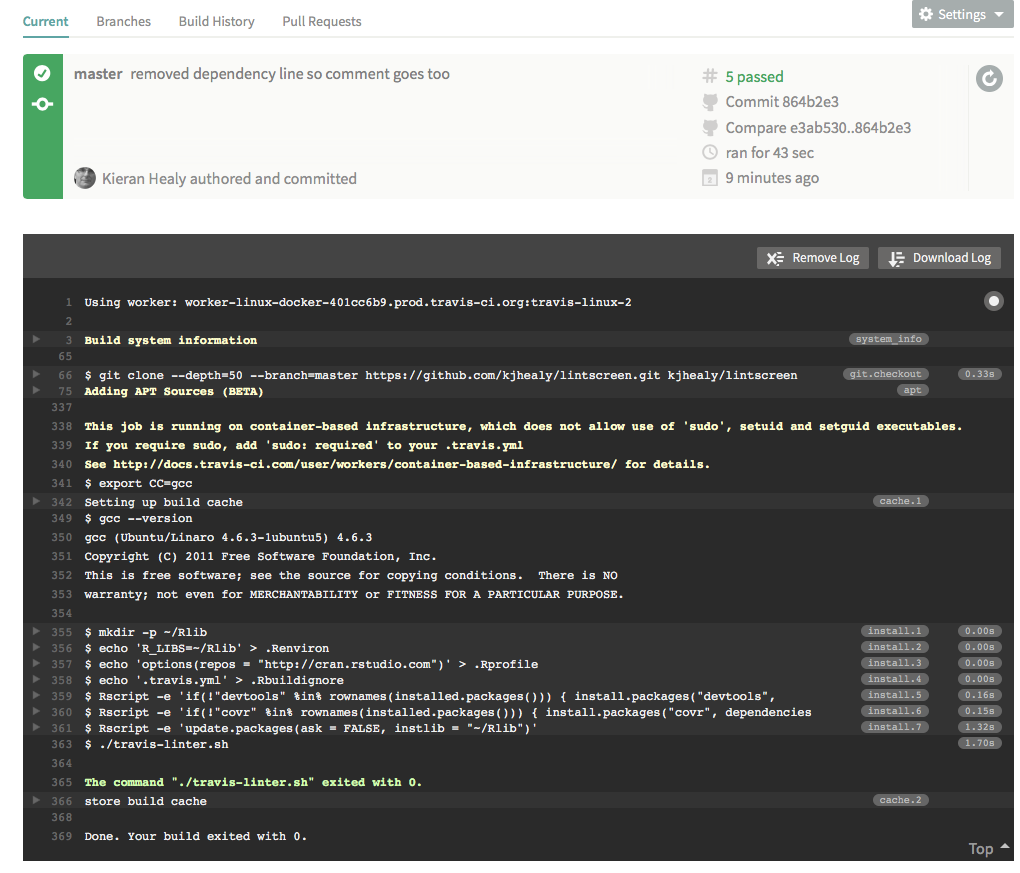 Current Branches Build History Pull Requests Settings
master removed dependency line so comment goes too
# 5 passed
Commit 864b2e3
Compare e3ab530..864b2e3
ran for 43 sec
Kieran Healy authored and committed
2 9 minutes ago
Remove Log Download Log
1 Using worker: worker-linux-docker-401cc6b9.prod.travis-ci.org:travis-linux-2
2
3 Build system information system_info
65
66 $ git clone --depth=50 --branch=master https://github.com/kjhealy/lintscreen.git kjhealy/lintscreen git.checkout 0.33s
75 Adding APT Sources (BETA) apt
337
338 This job is running on container-based infrastructure, which does not allow use of 'sudo', setuid and setguid executables.
339 If you require sudo, add 'sudo: required' to your .travis.yml
340 See http://docs.travis-ci.com/user/workers/container-based-infrastructure/ for details.
341 $ export CC=gcc
342 Setting up build cache cache.1
349 $ gcc --version
350 gcc (Ubuntu/Linaro 4.6.3-1ubuntu5) 4.6.3
351 Copyright (C) 2011 Free Software Foundation, Inc.
352 This is free software; see the source for copying conditions.  There is NO
353 warranty; not even for MERCHANTABILITY or FITNESS FOR A PARTICULAR PURPOSE.
354
355 $ mkdir -p ~/Rlib install.1 0.00s
356 $ echo 'R_LIBS=~/Rlib' > .Renviron install.2 0.00s
357 $ echo 'options(repos = "http://cran.rstudio.com")' > .Rprofile install.3 0.00s
358 $ echo '.travis.yml' > .Rbuildignore install.4 0.00s
359 $ Rscript -e 'if(!"devtools" %in% rownames(installed.packages())) { install.packages("devtools", install.5 0.16s
360 $ Rscript -e 'if(!"covr" %in% rownames(installed.packages())) { install.packages("covr", dependencies install.6 0.15s
361 $ Rscript -e 'update.packages(ask = FALSE, instlib = "~/Rlib")' install.7 1.32s
363 $ ./travis-linter.sh 1.70s
364
365 The command "./travis-linter.sh" exited with 0.
366 store build cache cache.2
368
369 Done. Your build exited with 0.
Top